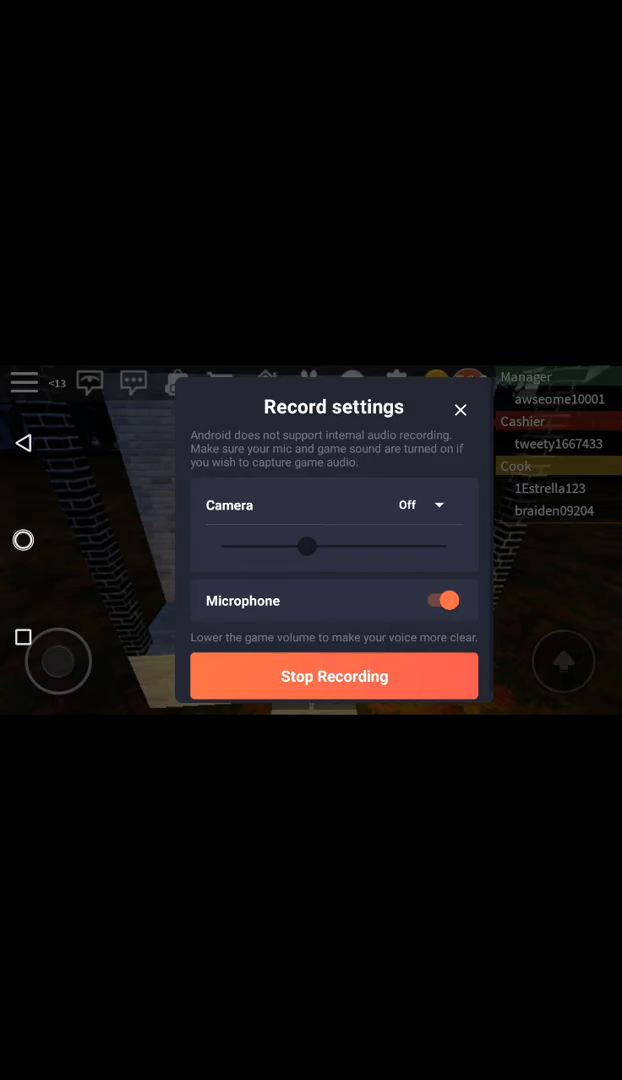 <13
Record settings
Android does not support internal audio recording.
Make sure your mic and game sound are turned on if
you wish to capture game audio.
Camera
Off
Microphone
Lower the game volume to make your voice more clear.
Stop Recording
Manager
awseome10001
Cashier
tweety1667433
Cook
1Estrella123
braiden09204